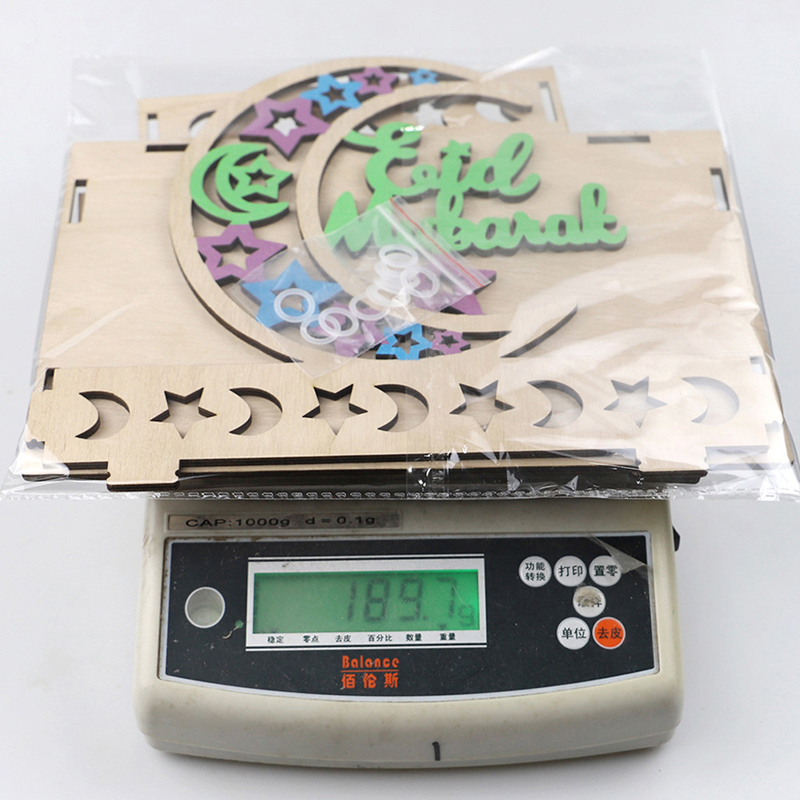 Eid
Mubarak
CAP:1000g d=0.1g
189.7g
稳定 零点 去皮 百分比 数量 重量
功能转换 打印 置零
单位 去皮
Balance
佰伦斯
1